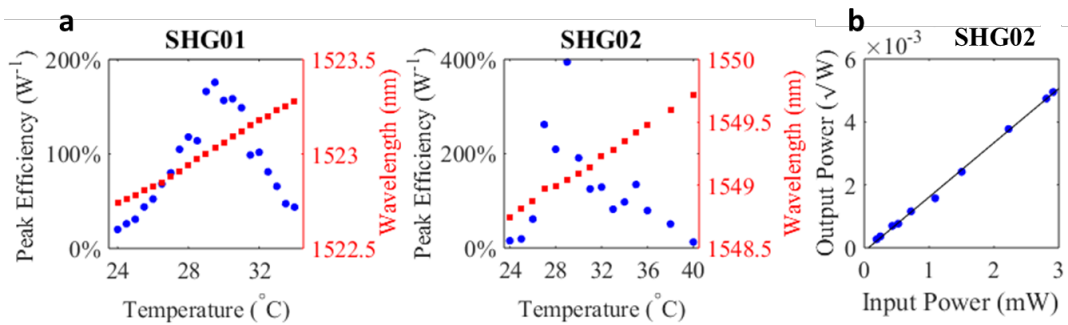 a
SHG01
Peak Efficiency (W⁻¹)
200%
100%
0%
24
28
32
Temperature (°C)
1523.5
1523
1522.5
Wavelength (nm)
SHG02
Peak Efficiency (W⁻¹)
400%
200%
0%
24
28
32
36
40
Temperature (°C)
1550
1549.5
1549
1548.5
Wavelength (nm)
b
SHG02
×10⁻³
Output Power (√W)
6
4
2
0
0
1
2
3
Input Power (mW)